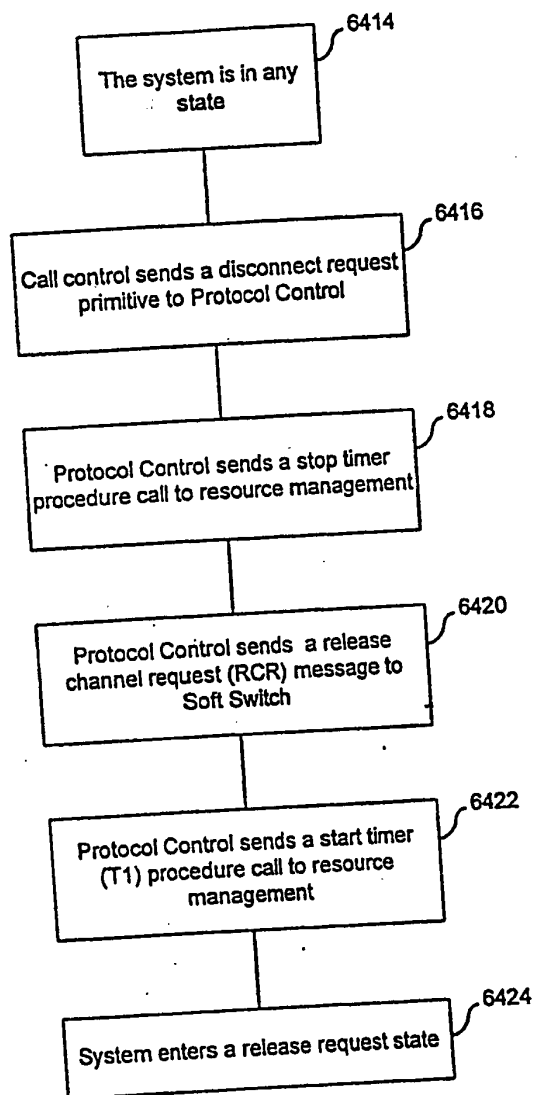 6414
The system is in any
state
6416
Call control sends a disconnect request
primitive to Protocol Control
6418
Protocol Control sends a stop timer
procedure call to resource management
6420
Protocol Control sends a release
channel request (RCR) message to
Soft Switch
6422
Protocol Control sends a start timer
(T1) procedure call to resource
management
6424
System enters a release request state